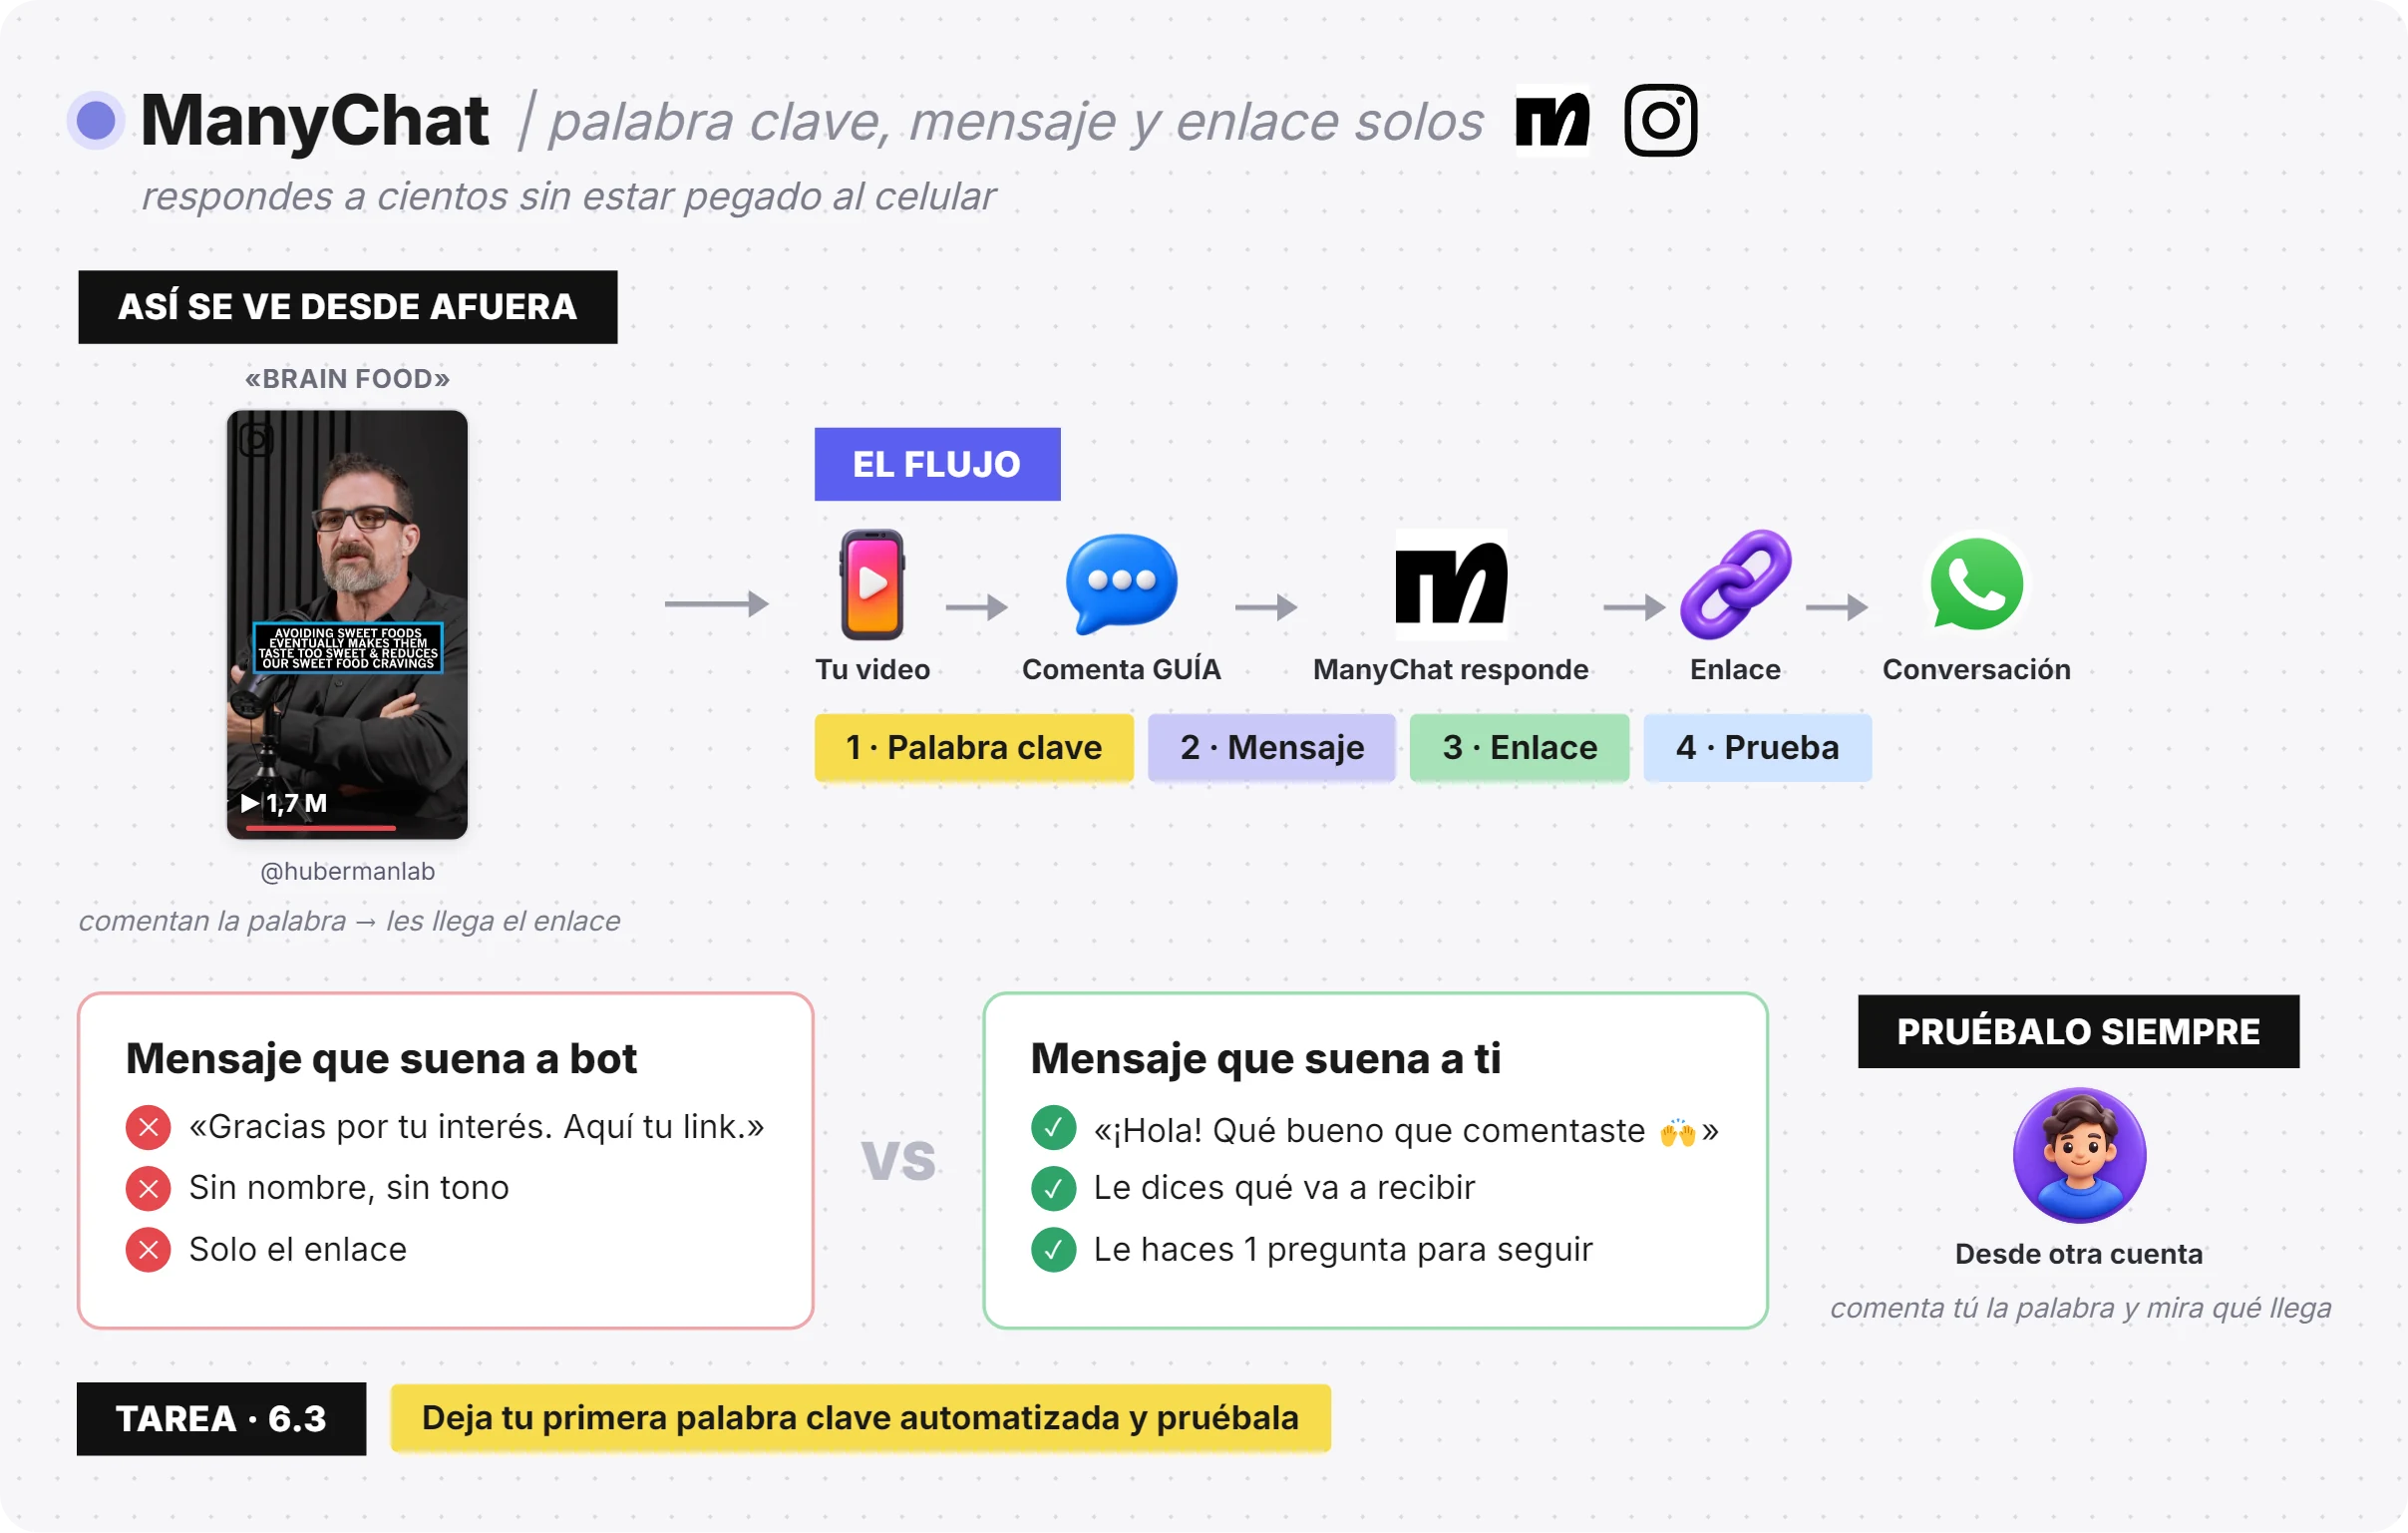 ManyChat | palabra clave, mensaje y enlace solos
respondes a cientos sin estar pegado al celular
ASÍ SE VE DESDE AFUERA
«BRAIN FOOD»
AVOIDING SWEET FOODS
EVENTUALLY MAKES THEM
TASTE TOO SWEET & REDUCES
OUR SWEET FOOD CRAVINGS
▶ 1,7 M
@hubermanlab
comentan la palabra → les llega el enlace
EL FLUJO
Tu video
Comenta GUÍA
ManyChat responde
Enlace
Conversación
1 · Palabra clave
2 · Mensaje
3 · Enlace
4 · Prueba
Mensaje que suena a bot
«Gracias por tu interés. Aquí tu link.»
Sin nombre, sin tono
Solo el enlace
VS
Mensaje que suena a ti
«¡Hola! Qué bueno que comentaste 🙌»
Le dices qué va a recibir
Le haces 1 pregunta para seguir
PRUÉBALO SIEMPRE
Desde otra cuenta
comenta tú la palabra y mira qué llega
TAREA · 6.3
Deja tu primera palabra clave automatizada y pruébala